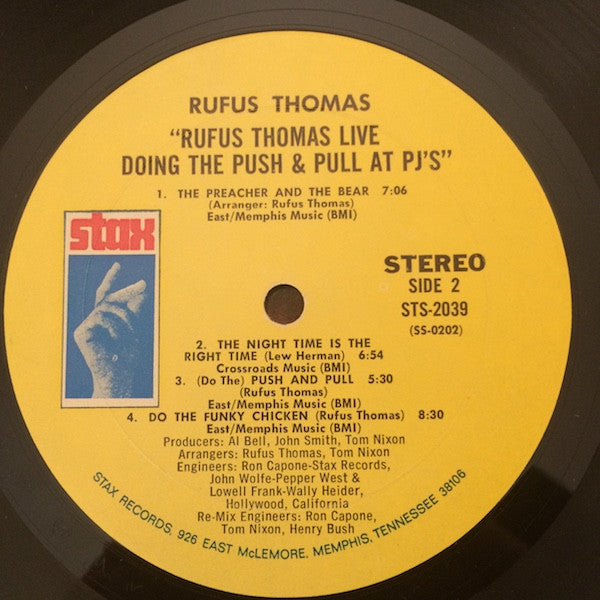 RUFUS THOMAS
“RUFUS THOMAS LIVE
DOING THE PUSH & PULL AT PJ'S”
1. THE PREACHER AND THE BEAR 7:06
(Arranger: Rufus Thomas)
East/Memphis Music (BMI)
stax
STEREO
SIDE 2
STS-2039
(SS-0202)
2. THE NIGHT TIME IS THE
RIGHT TIME (Lew Herman) 6:54
Crossroads Music (BMI)
3. (Do The) PUSH AND PULL 5:30
(Rufus Thomas)
East/Memphis Music (BMI)
4. DO THE FUNKY CHICKEN (Rufus Thomas) 8:30
East/Memphis Music (BMI)
Producers: Al Bell, John Smith, Tom Nixon
Arrangers: Rufus Thomas, Tom Nixon
Engineers: Ron Capone-Stax Records,
John Wolfe-Pepper West &
Lowell Frank-Wally Heider,
Hollywood, California
Re-Mix Engineers: Ron Capone,
Tom Nixon, Henry Bush
STAX RECORDS, 926 EAST McLEMORE, MEMPHIS, TENNESSEE 38106